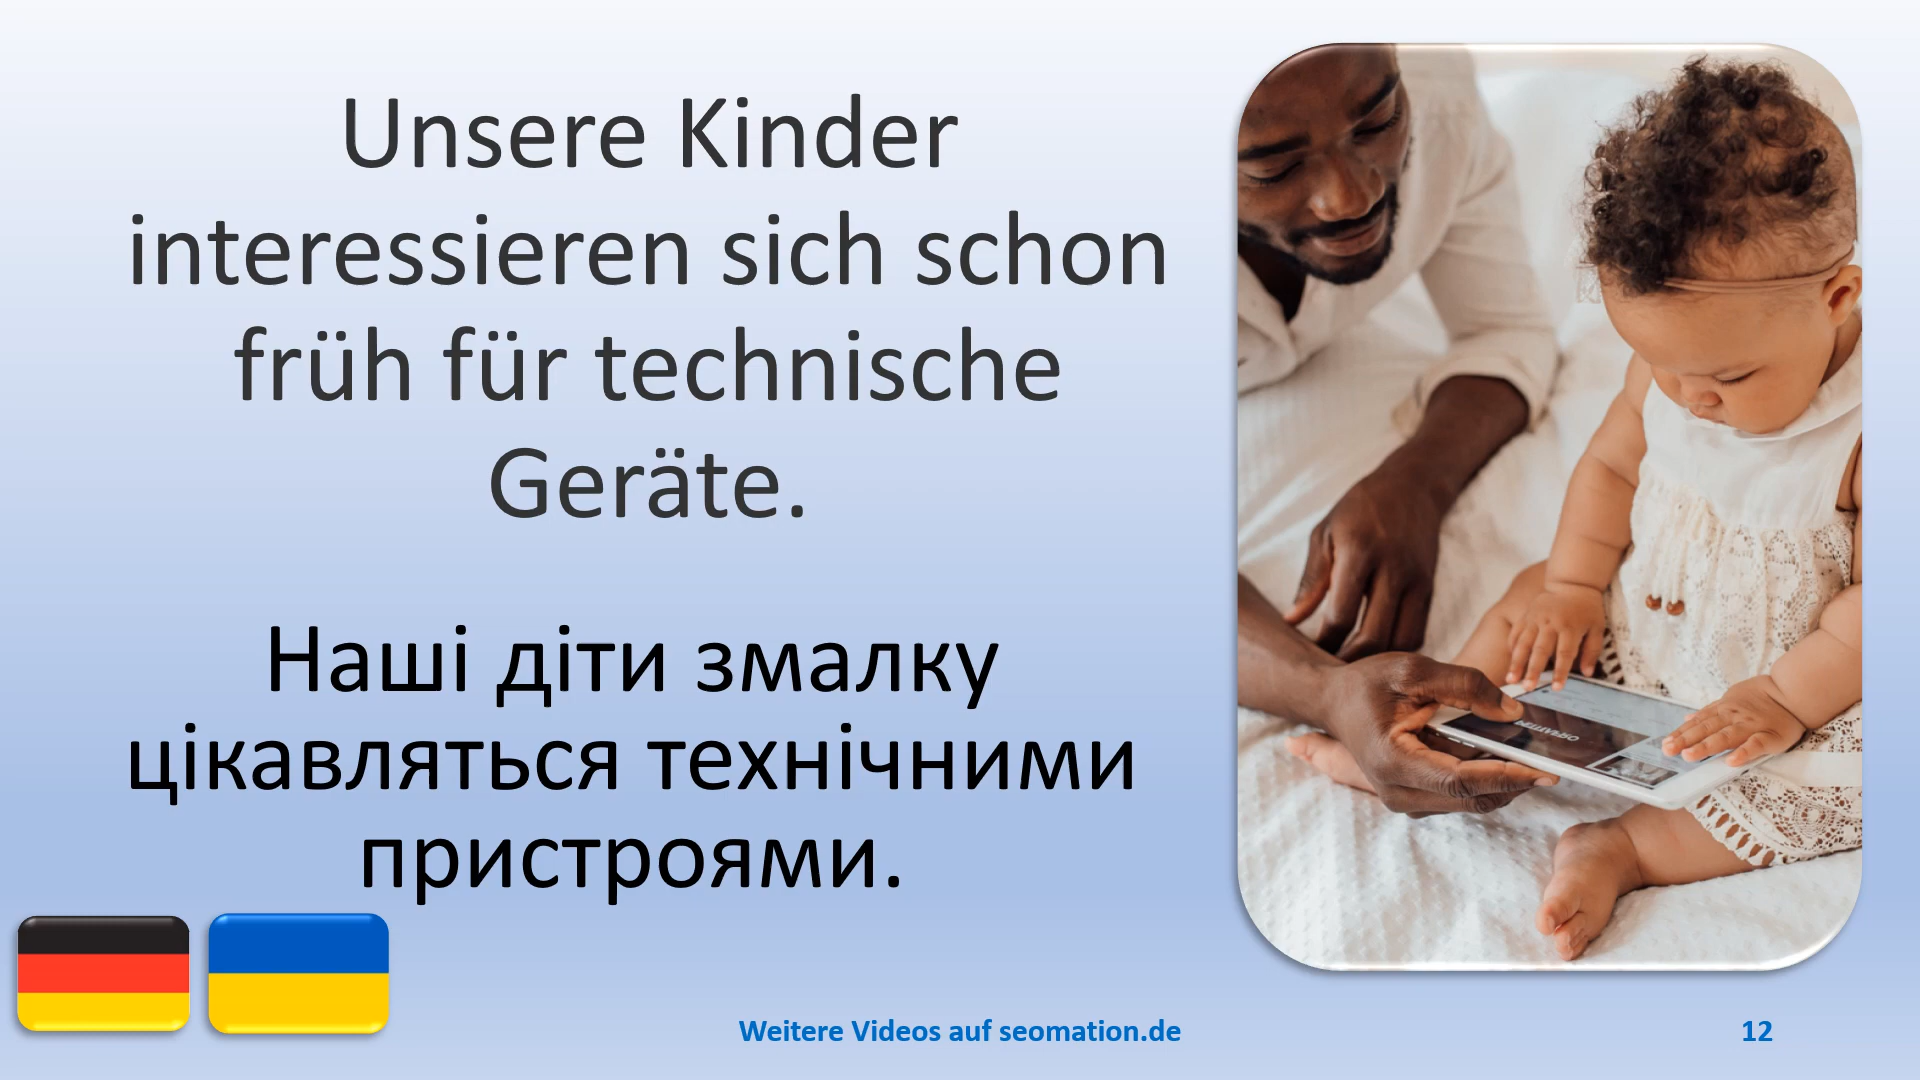 Unsere Kinder
interessieren sich schon
früh für technische
Geräte.
Наші діти змалку
цікавляться технічними
пристроями.
Weitere Videos auf seomation.de
12